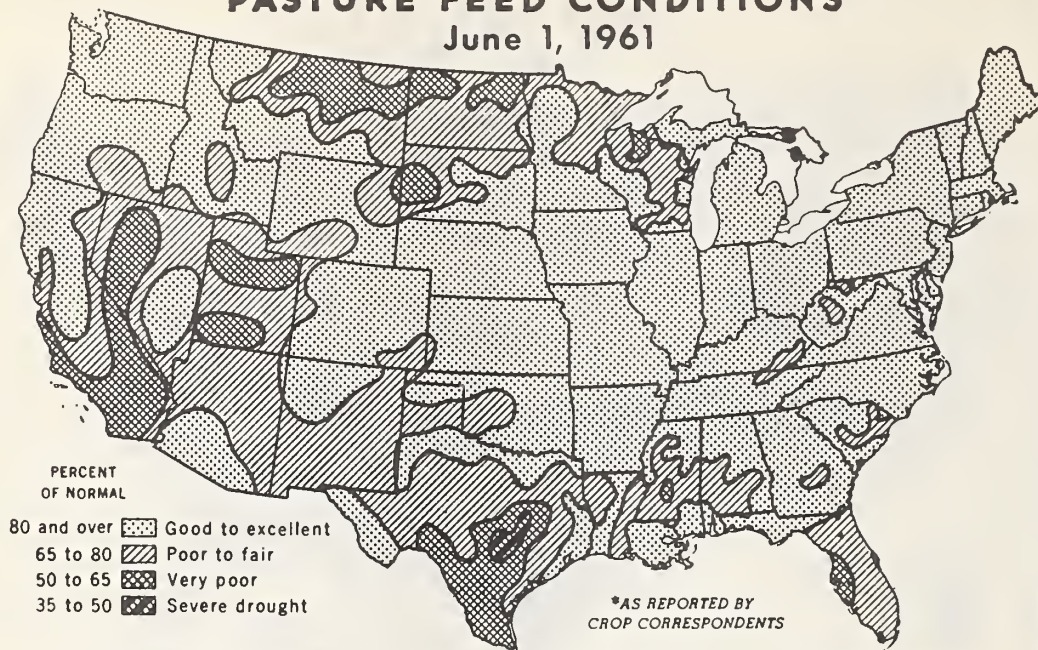 PASTURE FEED CONDITIONS
June 1, 1961
PERCENT
OF NORMAL
80 and over Good to excellent
65 to 80 Poor to fair
50 to 65 Very poor
35 to 50 Severe drought
*AS REPORTED BY
CROP CORRESPONDENTS